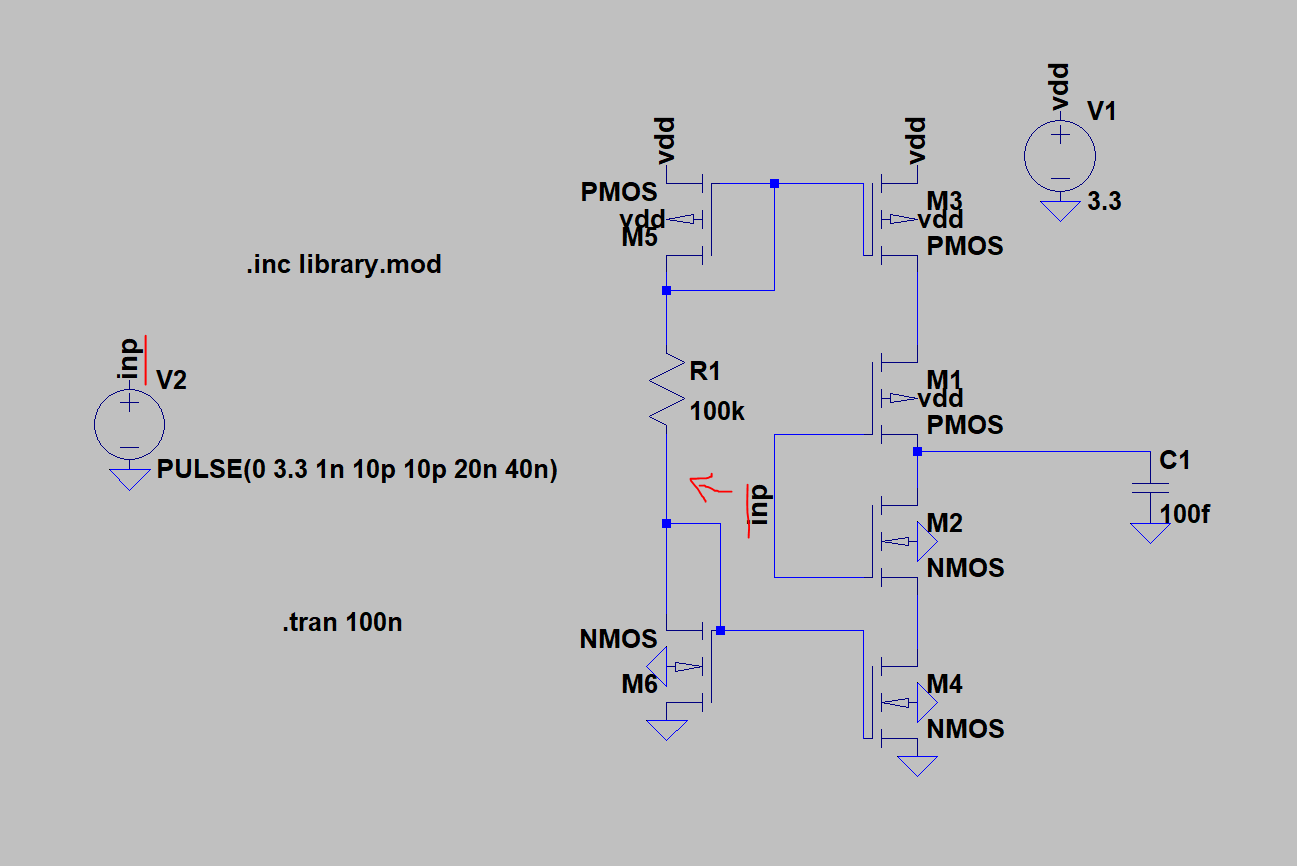 vdd
V1
3.3
vdd
vdd
PMOS
vdd
M5
M3
vdd
PMOS
.inc library.mod
inp
V2
PULSE(0 3.3 1n 10p 10p 20n 40n)
R1
100k
M1
vdd
PMOS
inp
C1
100f
M2
NMOS
.tran 100n
NMOS
M6
M4
NMOS